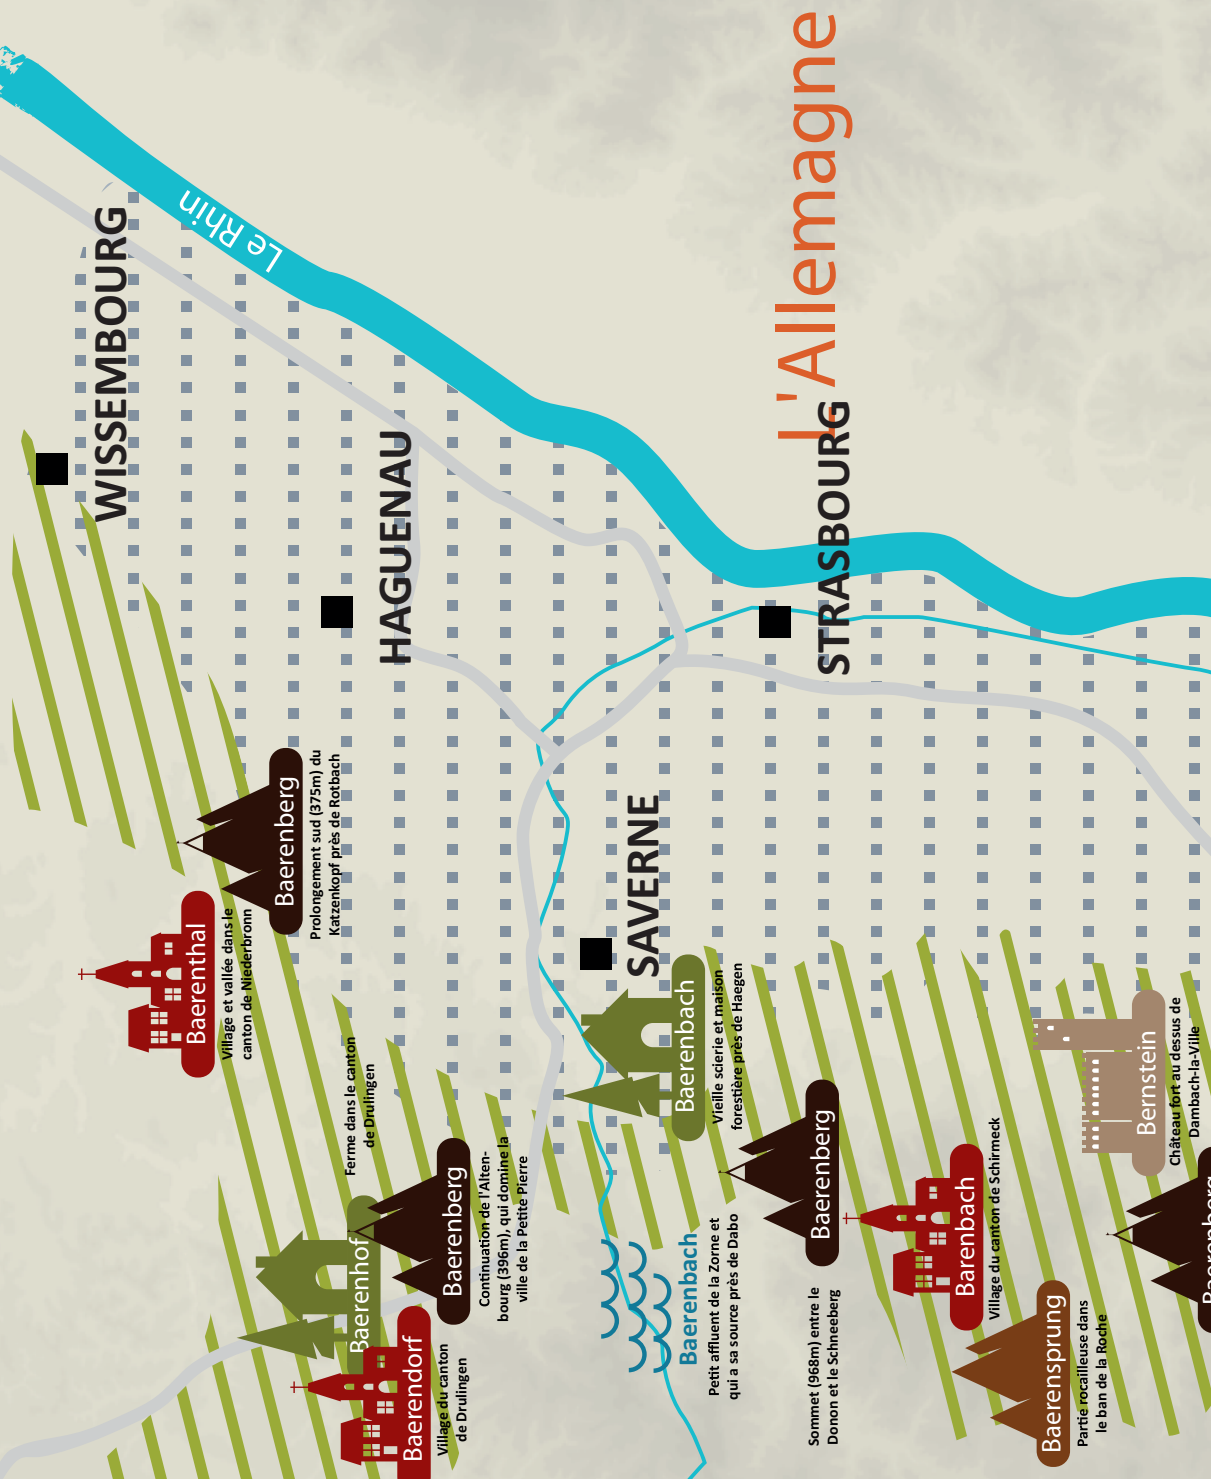 WISSEMBOURG
Le Rhin
Baerenthal
Village et vallée dans le
canton de Niederbronn
Baerenberg
Prolongement sud (375m) du
Katzenkopf près de Rotbach
HAGUENAU
Ferme dans le canton
de Drulingen
Baerenhof
Baerendorf
Village du canton
de Drulingen
Baerenberg
Continuation de l'Alten-
bourg (396m), qui domine la
ville de la Petite Pierre
SAVERNE
Baerenbach
Vieille scierie et maison
forestière près de Haegen
Baerenbach
Petit affluent de la Zorne et
qui a sa source près de Dabo
L'Allemagne
STRASBOURG
Baerenberg
Sommet (968m) entre le
Donon et le Schneeberg
Barenbach
Village du canton de Schirmeck
Baerensprung
Partie rocailleuse dans
le ban de la Roche
Bernstein
Château fort au dessus de
Dambach-la-Ville